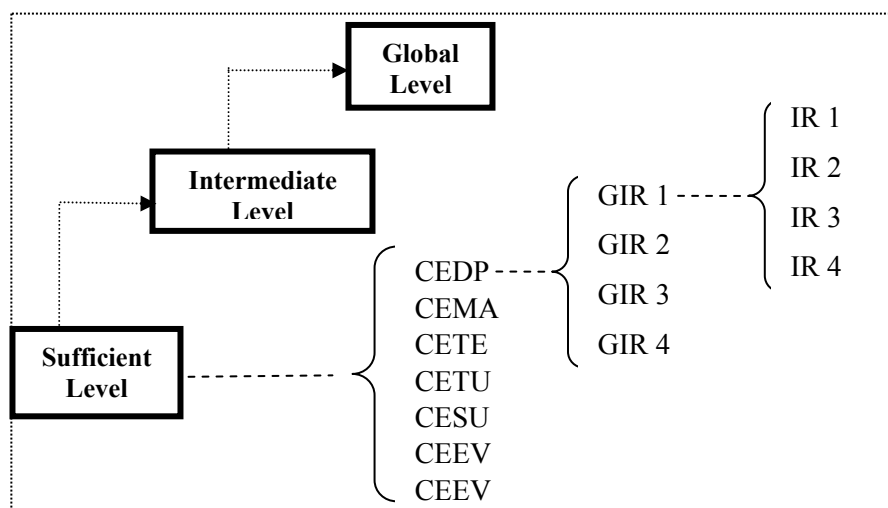 Global
Level
Intermediate
Level
Sufficient
Level
CEDP
CEMA
CETE
CETU
CESU
CEEV
CEEV
GIR 1
GIR 2
GIR 3
GIR 4
IR 1
IR 2
IR 3
IR 4